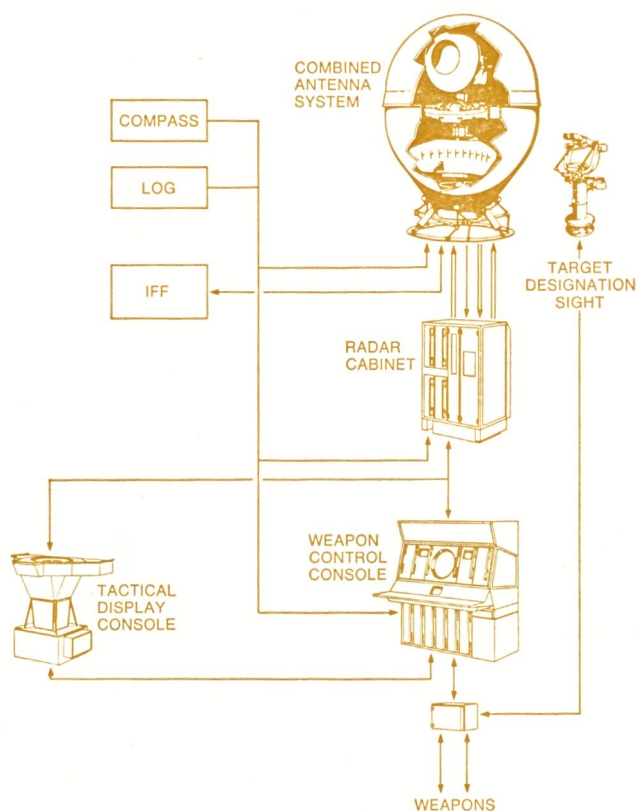 COMBINED
ANTENNA
SYSTEM
COMPASS
LOG
IFF
TARGET
DESIGNATION
SIGHT
RADAR
CABINET
WEAPON
CONTROL
CONSOLE
TACTICAL
DISPLAY
CONSOLE
WEAPONS